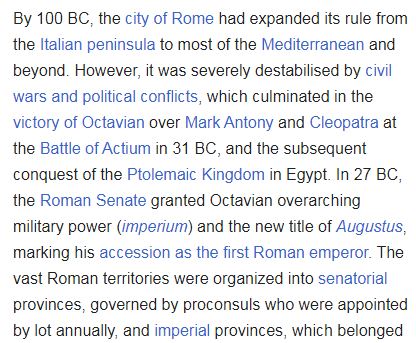 By 100 BC, the city of Rome had expanded its rule from
the Italian peninsula to most of the Mediterranean and
beyond. However, it was severely destabilised by civil
wars and political conflicts, which culminated in the
victory of Octavian over Mark Antony and Cleopatra at
the Battle of Actium in 31 BC, and the subsequent
conquest of the Ptolemaic Kingdom in Egypt. In 27 BC,
the Roman Senate granted Octavian overarching
military power (imperium) and the new title of Augustus,
marking his accession as the first Roman emperor. The
vast Roman territories were organized into senatorial
provinces, governed by proconsuls who were appointed
by lot annually, and imperial provinces, which belonged